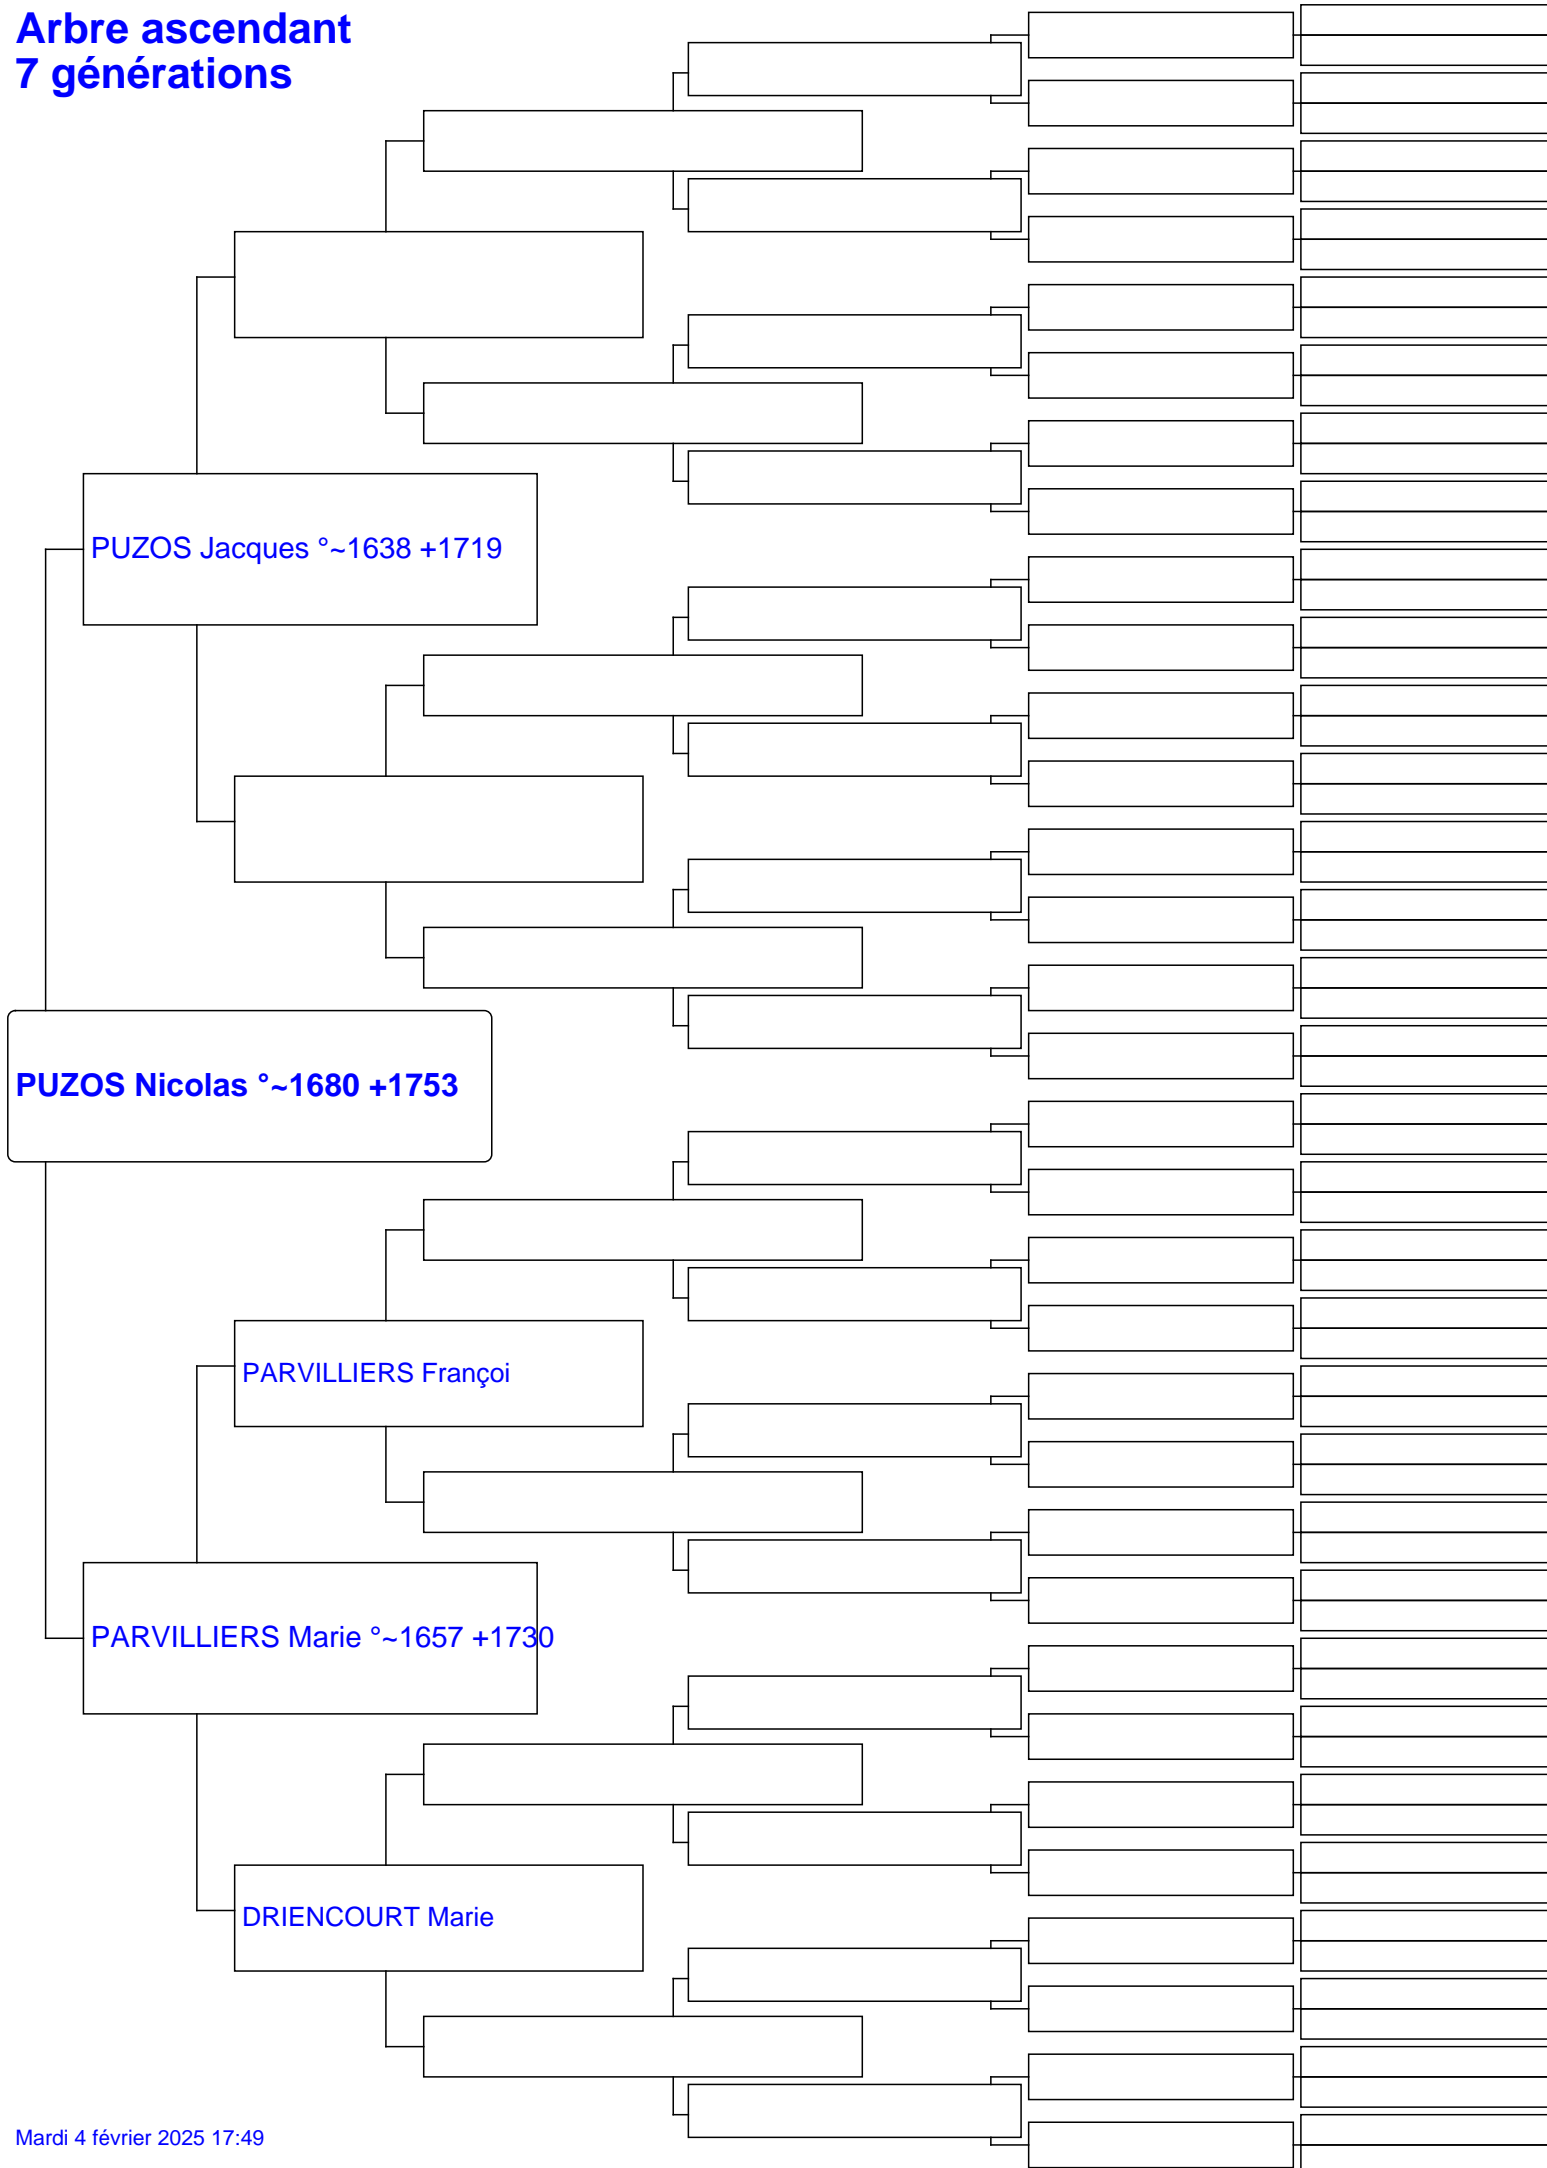 Arbre ascendant
7 générations
PUZOS Jacques °~1638 +1719
PUZOS Nicolas °~1680 +1753
PARVILLIERS Françoi
PARVILLIERS Marie °~1657 +1730
DRIENCOURT Marie
Mardi 4 février 2025 17:49